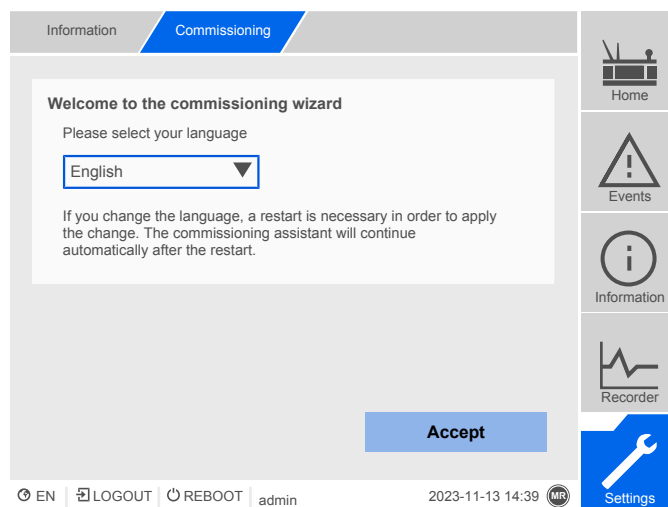 Information
Commissioning
Welcome to the commissioning wizard
Please select your language
English
If you change the language, a restart is necessary in order to apply
the change. The commissioning assistant will continue
automatically after the restart.
Accept
Home
Events
Information
Recorder
Settings
EN LOGOUT REBOOT admin 2023-11-13 14:39 MR